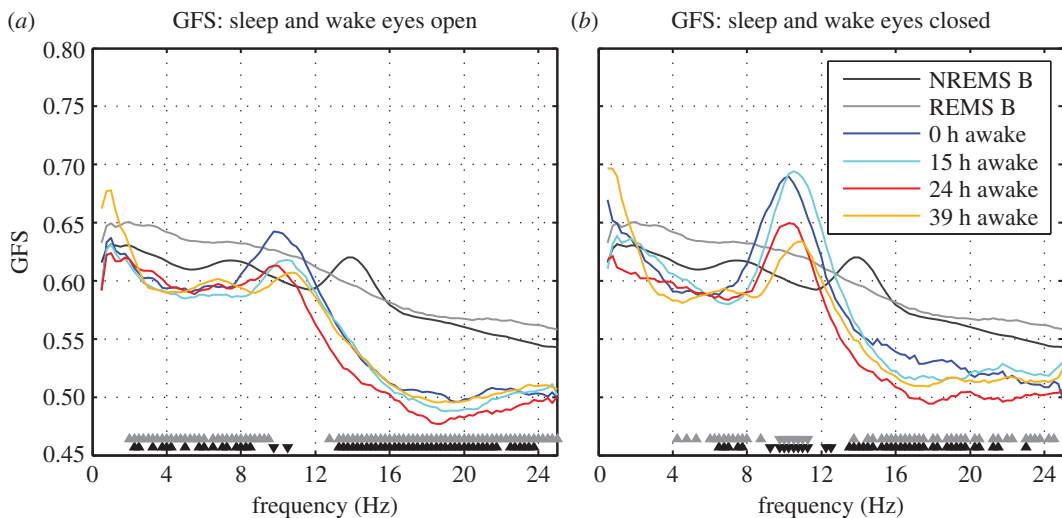 (a) GFS: sleep and wake eyes open
(b) GFS: sleep and wake eyes closed
0.80
0.75
0.70
0.65
0.60
0.55
0.50
0.45
GFS
0 4 8 12 16 20 24
frequency (Hz)
NREMS B
REMS B
0 h awake
15 h awake
24 h awake
39 h awake
4 8 12 16 20 24
frequency (Hz)